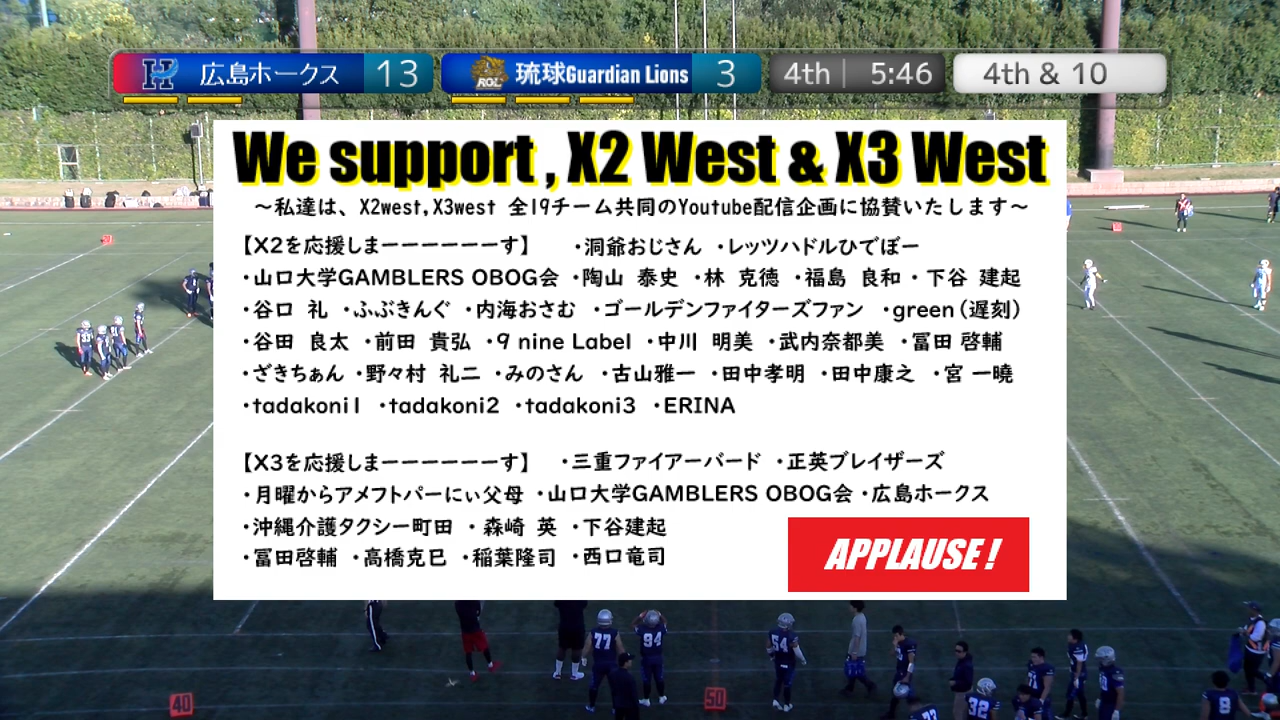 広島ホークス 13 ROL 琉球Guardian Lions 3 4th 5:46 4th & 10
We support , X2 West & X3 West
～私達は、X2west,X3west 全19チーム共同のYoutube配信企画に協賛いたします～
【X2を応援しまーーーーーーす】 ・洞爺おじさん ・レッツハドルひでぼー
・山口大学GAMBLERS OBOG会 ・陶山 泰史 ・林 克徳 ・福島 良和 ・下谷 建起
・谷口 礼 ・ふぶきんぐ ・内海おさむ ・ゴールデンファイターズファン ・green（遅刻）
・谷田 良太 ・前田 貴弘 ・9 nine Label ・中川 明美 ・武内奈都美 ・冨田 啓輔
・ざきちぁん ・野々村 礼二 ・みのさん ・古山雅一 ・田中孝明 ・田中康之 ・宮 一曉
・tadakoni1 ・tadakoni2 ・tadakoni3 ・ERINA
【X3を応援しまーーーーーーす】 ・三重ファイアーバード ・正英ブレイザーズ
・月曜からアメフトパーにぃ父母 ・山口大学GAMBLERS OBOG会 ・広島ホークス
・沖縄介護タクシー町田 ・森崎 英 ・下谷建起
・冨田啓輔 ・高橋克巳 ・稲葉隆司 ・西口竜司
APPLAUSE!
77 94 54
32
40 50